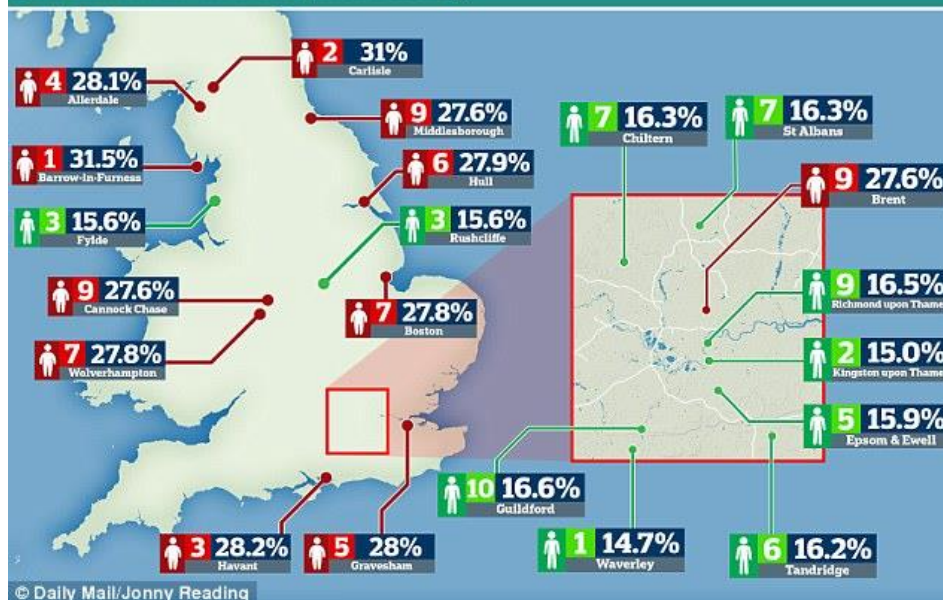 2 31%
Carlisle
4 28.1%
Allerdale
9 27.6%
Middlesborough
7 16.3%
Chiltern
7 16.3%
St Albans
1 31.5%
Barrow-in-Furness
6 27.9%
Hull
9 27.6%
Brent
3 15.6%
Fylde
3 15.6%
Rushcliffe
9 27.6%
Cannock Chase
7 27.8%
Boston
9 16.5%
Richmond upon Thame
7 27.8%
Wolverhampton
2 15.0%
Kingston upon Thame
5 15.9%
Epsom & Ewell
10 16.6%
Guildford
3 28.2%
Havant
5 28%
Gravesham
1 14.7%
Waverley
6 16.2%
Tandridge
© Daily Mail/Jonny Reading